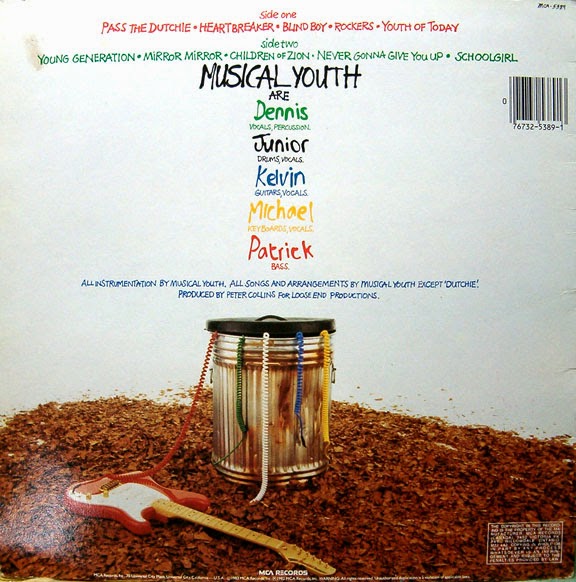 MCA-5389
Side one
PASS THE DUTCHIE • HEARTBREAKER • BLIND BOY • ROCKERS • YOUTH OF TODAY
side two
YOUNG GENERATION • MIRROR MIRROR • CHILDREN OF ZION • NEVER GONNA GIVE YOU UP • SCHOOLGIRL
MUSICAL YOUTH
ARE
Dennis
VOCALS, PERCUSSION.
Junior
DRUMS, VOCALS.
Kelvin
GUITARS, VOCALS.
Michael
KEYBOARDS, VOCALS.
Patrick
BASS.
0 76732-5389-1
ALL INSTRUMENTATION BY MUSICAL YOUTH. ALL SONGS AND ARRANGEMENTS BY MUSICAL YOUTH EXCEPT 'DUTCHIE'.
PRODUCED BY PETER COLLINS FOR LOOSE END PRODUCTIONS.
MCA RECORDS